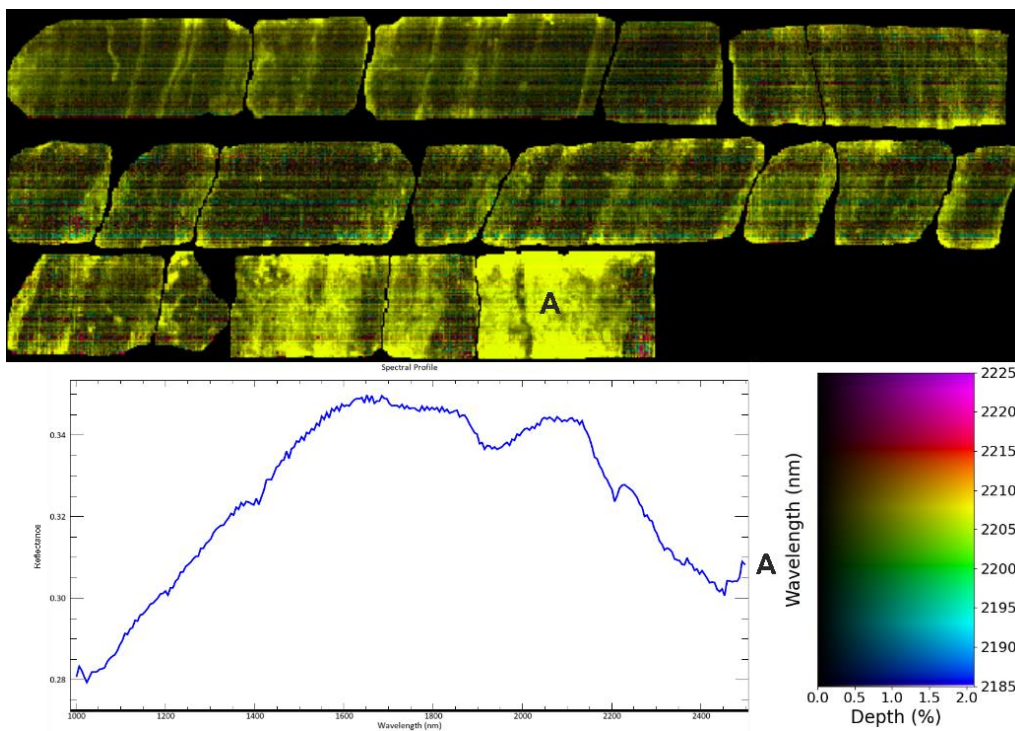 A
Spectral Profile
Reflectance
0.34
0.32
0.30
0.28
1000 1200 1400 1600 1800 2000 2200 2400
Wavelength (nm)
A
Wavelength (nm)
2225
2220
2215
2210
2205
2200
2195
2190
2185
0.0 0.5 1.0 1.5 2.0
Depth (%)